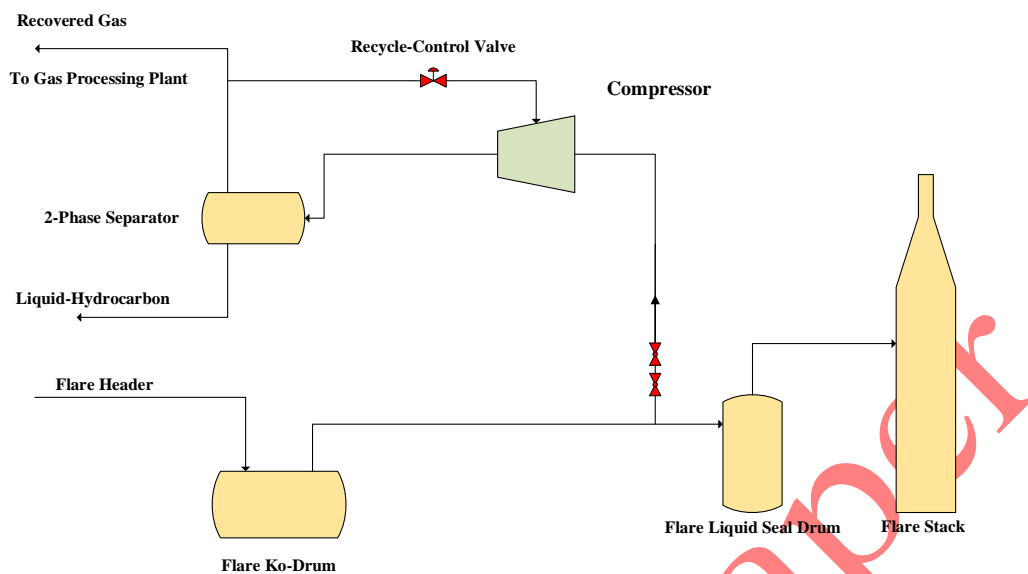 Recovered Gas
Recycle-Control Valve
To Gas Processing Plant
Compressor
2-Phase Separator
Liquid-Hydrocarbon
Flare Header
Flare Liquid Seal Drum
Flare Stack
Flare Ko-Drum